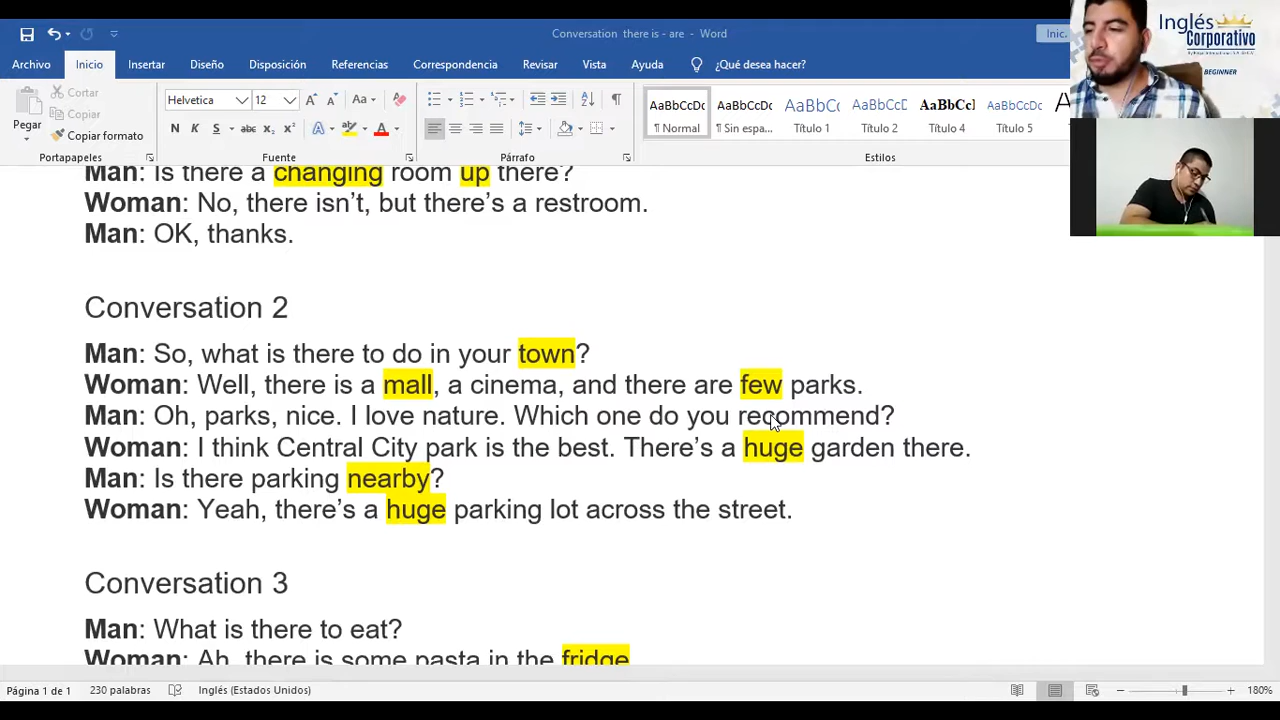 Conversation there is - are - Word
Inic.
Inglés
Corporativo
BEGINNER
Archivo Inicio Insertar Diseño Disposición Referencias Correspondencia Revisar Vista Ayuda ¿Qué desea hacer?
Pegar
Cortar
Copiar
Copiar formato
Portapapeles
Helvetica 12
Fuente
Párrafo
AaBbCcDc AaBbCcDc AaBbCcD AaBbCcD AaBbCc AaBbCcD
¶ Normal ¶ Sin espa... Título 1 Título 2 Título 4 Título 5
Estilos
Man: Is there a changing room up there?
Woman: No, there isn't, but there's a restroom.
Man: OK, thanks.
Conversation 2
Man: So, what is there to do in your town?
Woman: Well, there is a mall, a cinema, and there are few parks.
Man: Oh, parks, nice. I love nature. Which one do you recommend?
Woman: I think Central City park is the best. There's a huge garden there.
Man: Is there parking nearby?
Woman: Yeah, there's a huge parking lot across the street.
Conversation 3
Man: What is there to eat?
Woman: Ah, there is some pasta in the fridge
Página 1 de 1 230 palabras Inglés (Estados Unidos) 180%